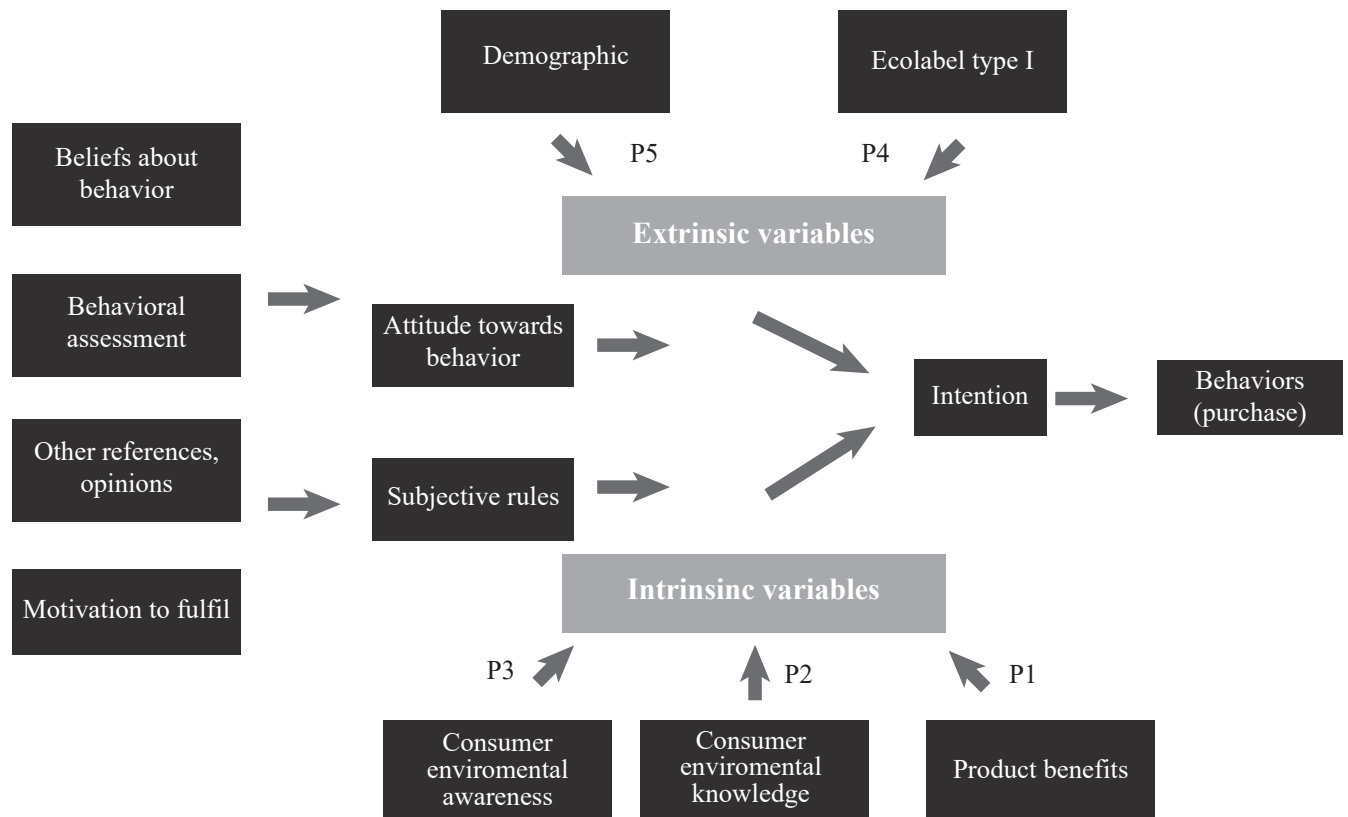 Demographic
Ecolabel type I
P5
P4
Extrinsic variables
Beliefs about
behavior
Behavioral
assessment
Other references,
opinions
Motivation to fulfil
Attitude towards
behavior
Subjective rules
Intention
Behaviors
(purchase)
Intrinsinc variables
P3
P2
P1
Consumer
enviromental
awareness
Consumer
enviromental
knowledge
Product benefits